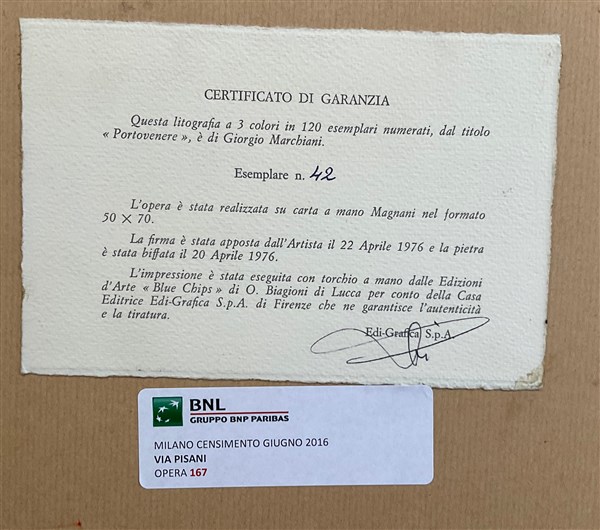 CERTIFICATO DI GARANZIA
Questa litografia a 3 colori in 120 esemplari numerati, dal titolo
« Portovenere », è di Giorgio Marchiani.
Esemplare n. 42
L'opera è stata realizzata su carta a mano Magnani nel formato
50 × 70.
La firma è stata apposta dall'Artista il 22 Aprile 1976 e la pietra
è stata biffata il 20 Aprile 1976.
L'impressione è stata eseguita con torchio a mano dalle Edizioni
d'Arte « Blue Chips » di O. Biagioni di Lucca per conto della Casa
Editrice Edi-Grafica S.p.A. di Firenze che ne garantisce l'autenticità
e la tiratura.
Edi-Grafica S.p.A.
BNL
GRUPPO BNP PARIBAS
MILANO CENSIMENTO GIUGNO 2016
VIA PISANI
OPERA 167